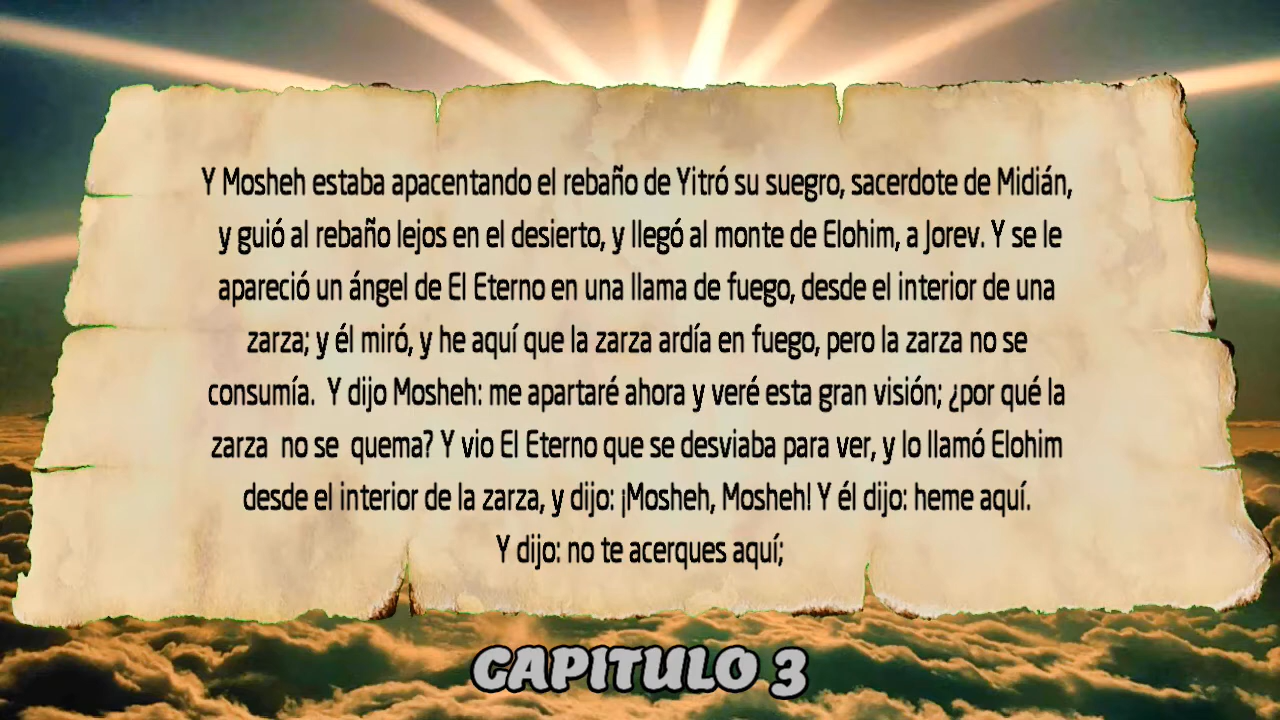 Y Mosheh estaba apacentando el rebaño de Yitró su suegro, sacerdote de Midián,
y guió al rebaño lejos en el desierto, y llegó al monte de Elohim, a Jorev. Y se le
apareció un ángel de El Eterno en una llama de fuego, desde el interior de una
zarza; y él miró, y he aquí que la zarza ardía en fuego, pero la zarza no se
consumía. Y dijo Mosheh: me apartaré ahora y veré esta gran visión; ¿por qué la
zarza no se quema? Y vio El Eterno que se desviaba para ver, y lo llamó Elohim
desde el interior de la zarza, y dijo: ¡Mosheh, Mosheh! Y él dijo: heme aquí.
Y dijo: no te acerques aquí;
CAPITULO 3